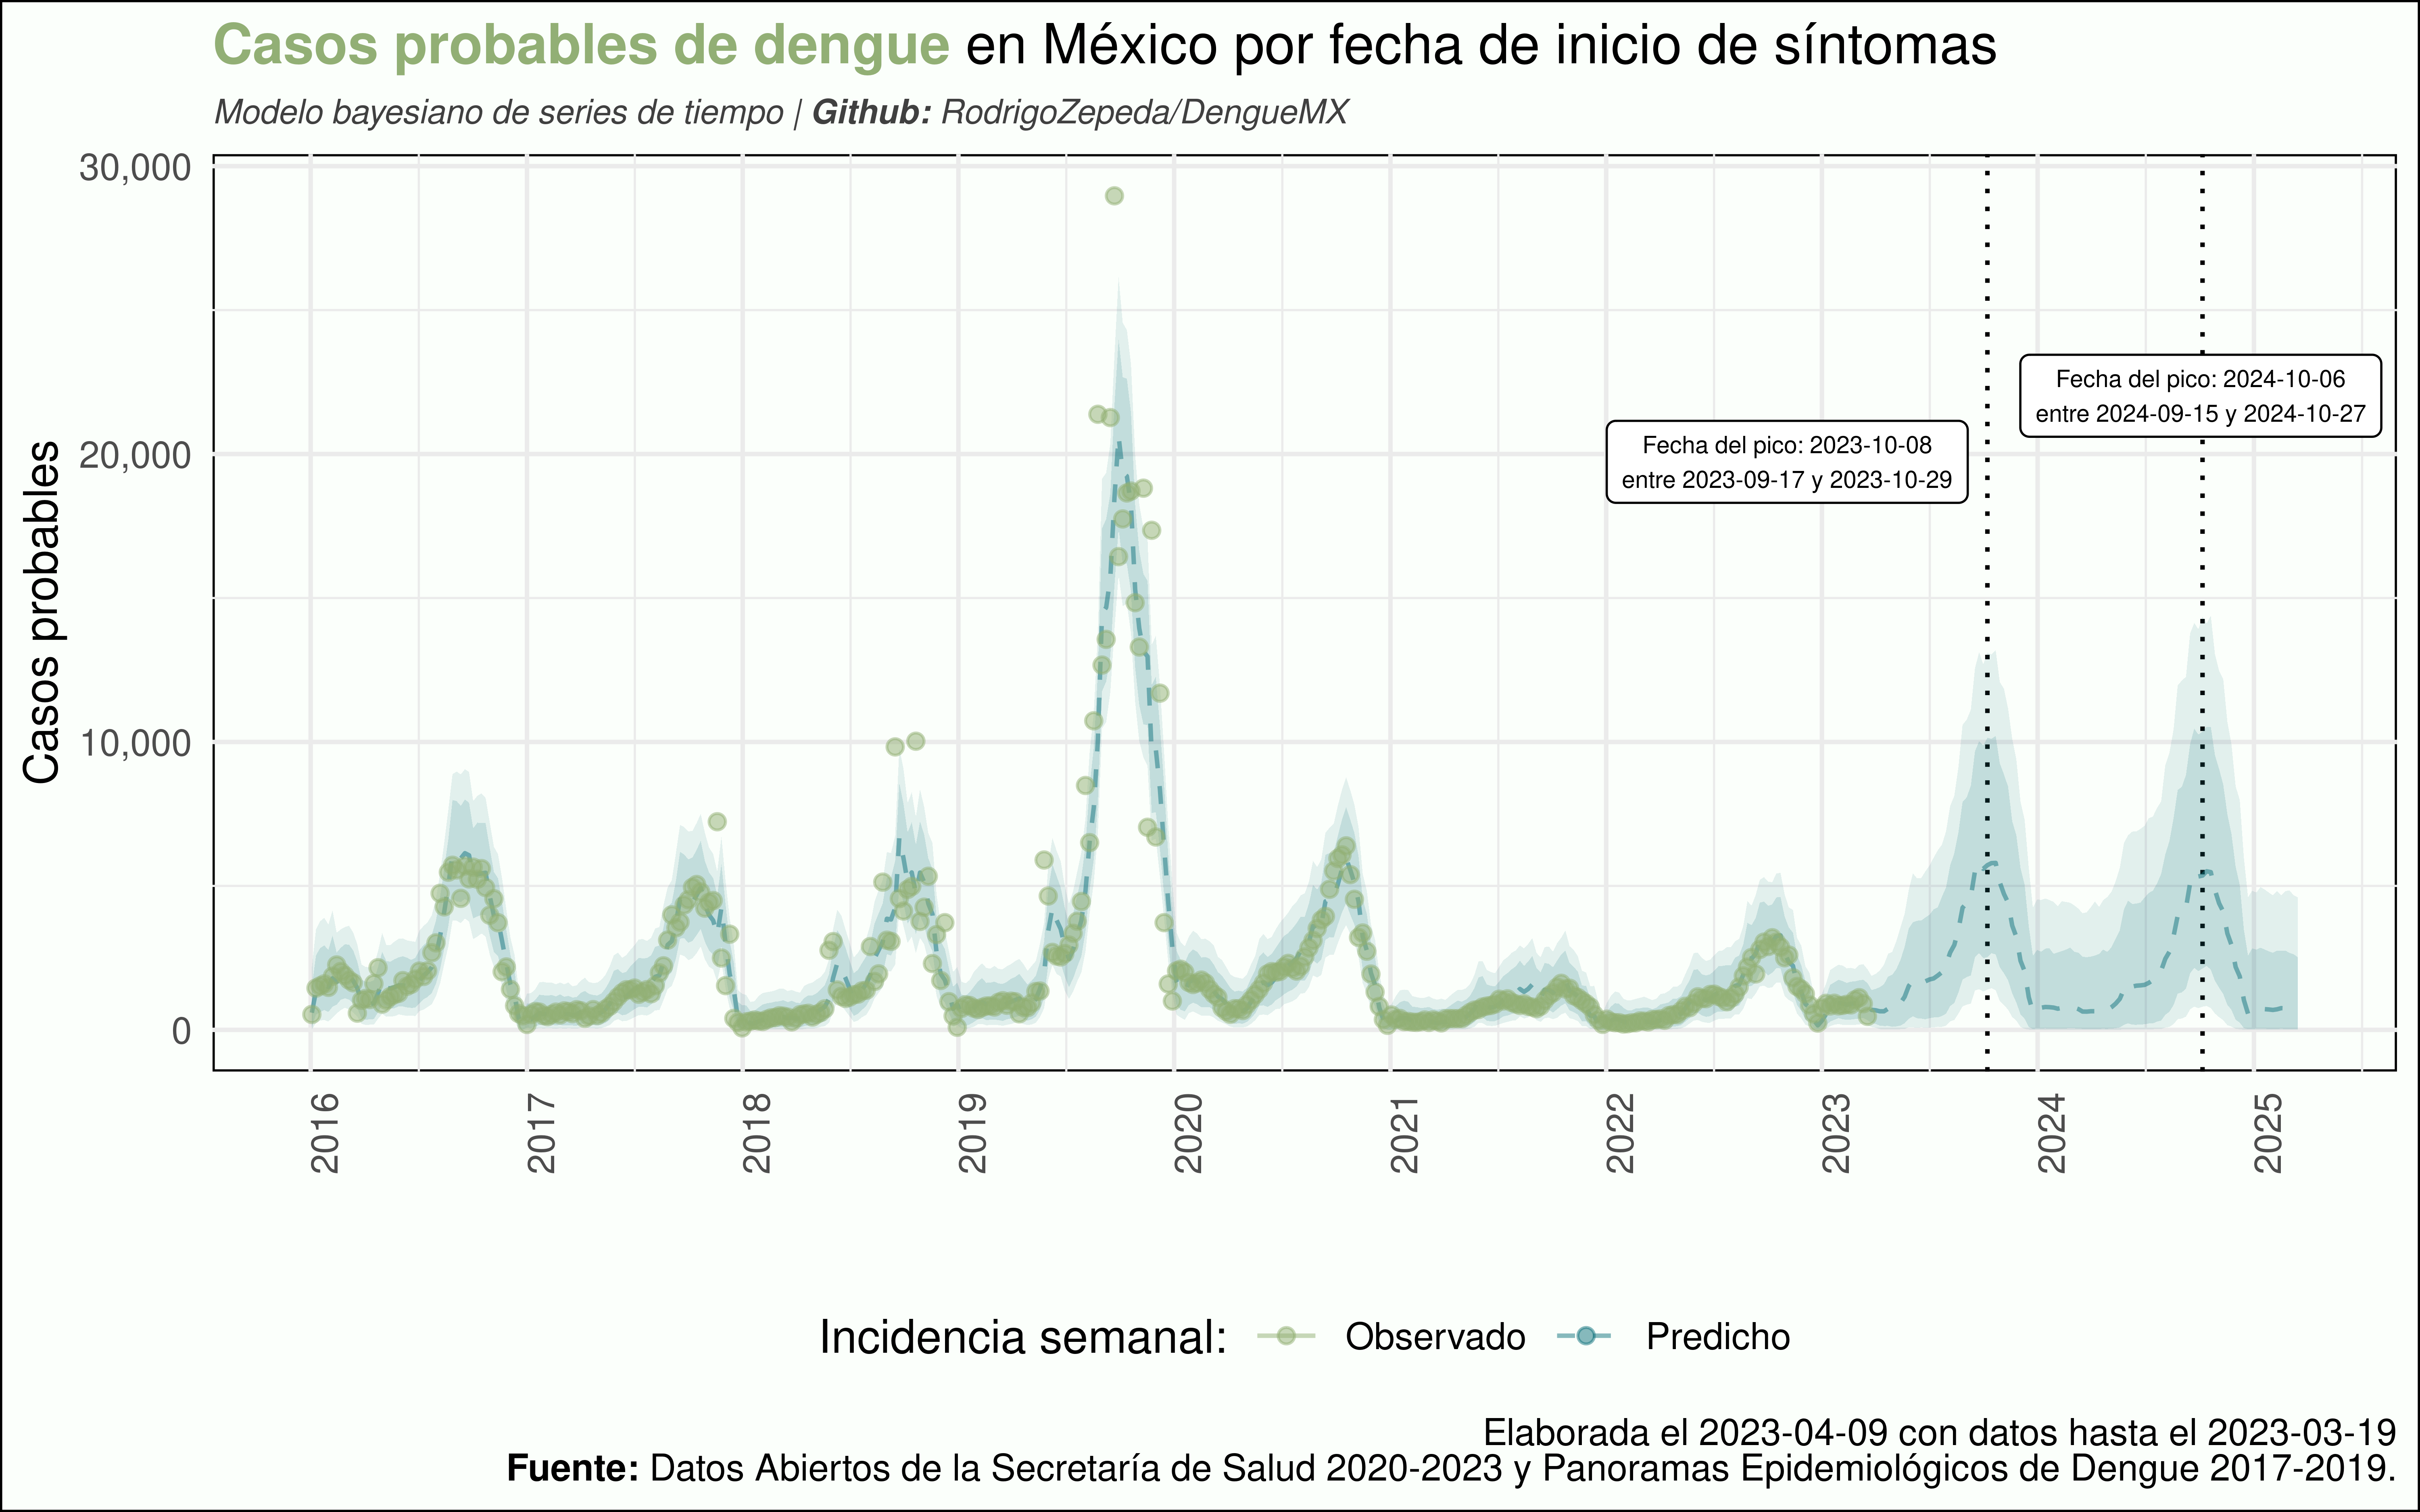 Casos probables de dengue en México por fecha de inicio de síntomas
Modelo bayesiano de series de tiempo | Github: RodrigoZepeda/DengueMX
Casos probables
30,000
20,000
10,000
0
Fecha del pico: 2023-10-08
entre 2023-09-17 y 2023-10-29
Fecha del pico: 2024-10-06
entre 2024-09-15 y 2024-10-27
2016
2017
2018
2019
2020
2021
2022
2023
2024
2025
Incidencia semanal: Observado Predicho
Elaborada el 2023-04-09 con datos hasta el 2023-03-19
Fuente: Datos Abiertos de la Secretaría de Salud 2020-2023 y Panoramas Epidemiológicos de Dengue 2017-2019.